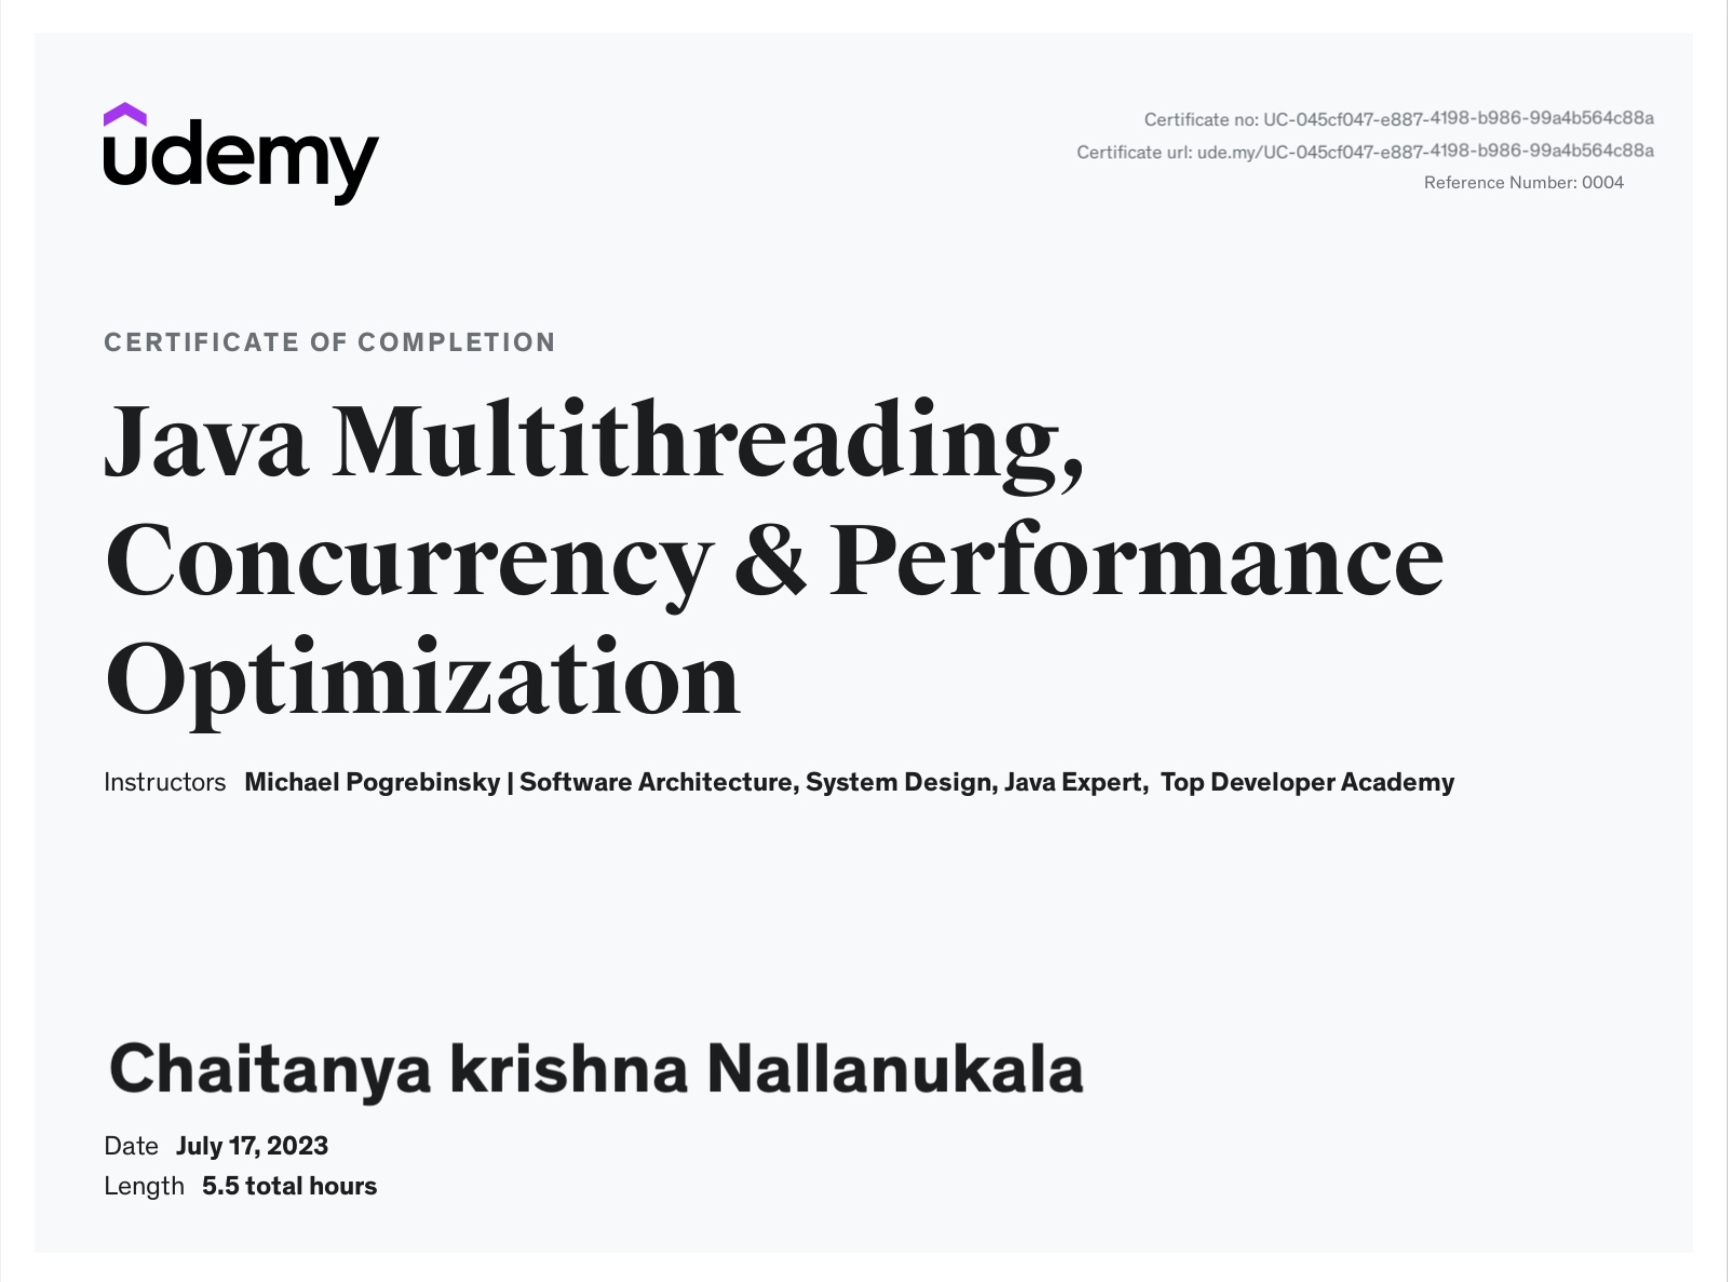 udemy
Certificate no: UC-045cf047-e887-4198-b986-99a4b564c88a
Certificate url: ude.my/UC-045cf047-e887-4198-b986-99a4b564c88a
Reference Number: 0004
CERTIFICATE OF COMPLETION
Java Multithreading,
Concurrency & Performance
Optimization
Instructors Michael Pogrebinsky | Software Architecture, System Design, Java Expert, Top Developer Academy
Chaitanya krishna Nallanukala
Date July 17, 2023
Length 5.5 total hours